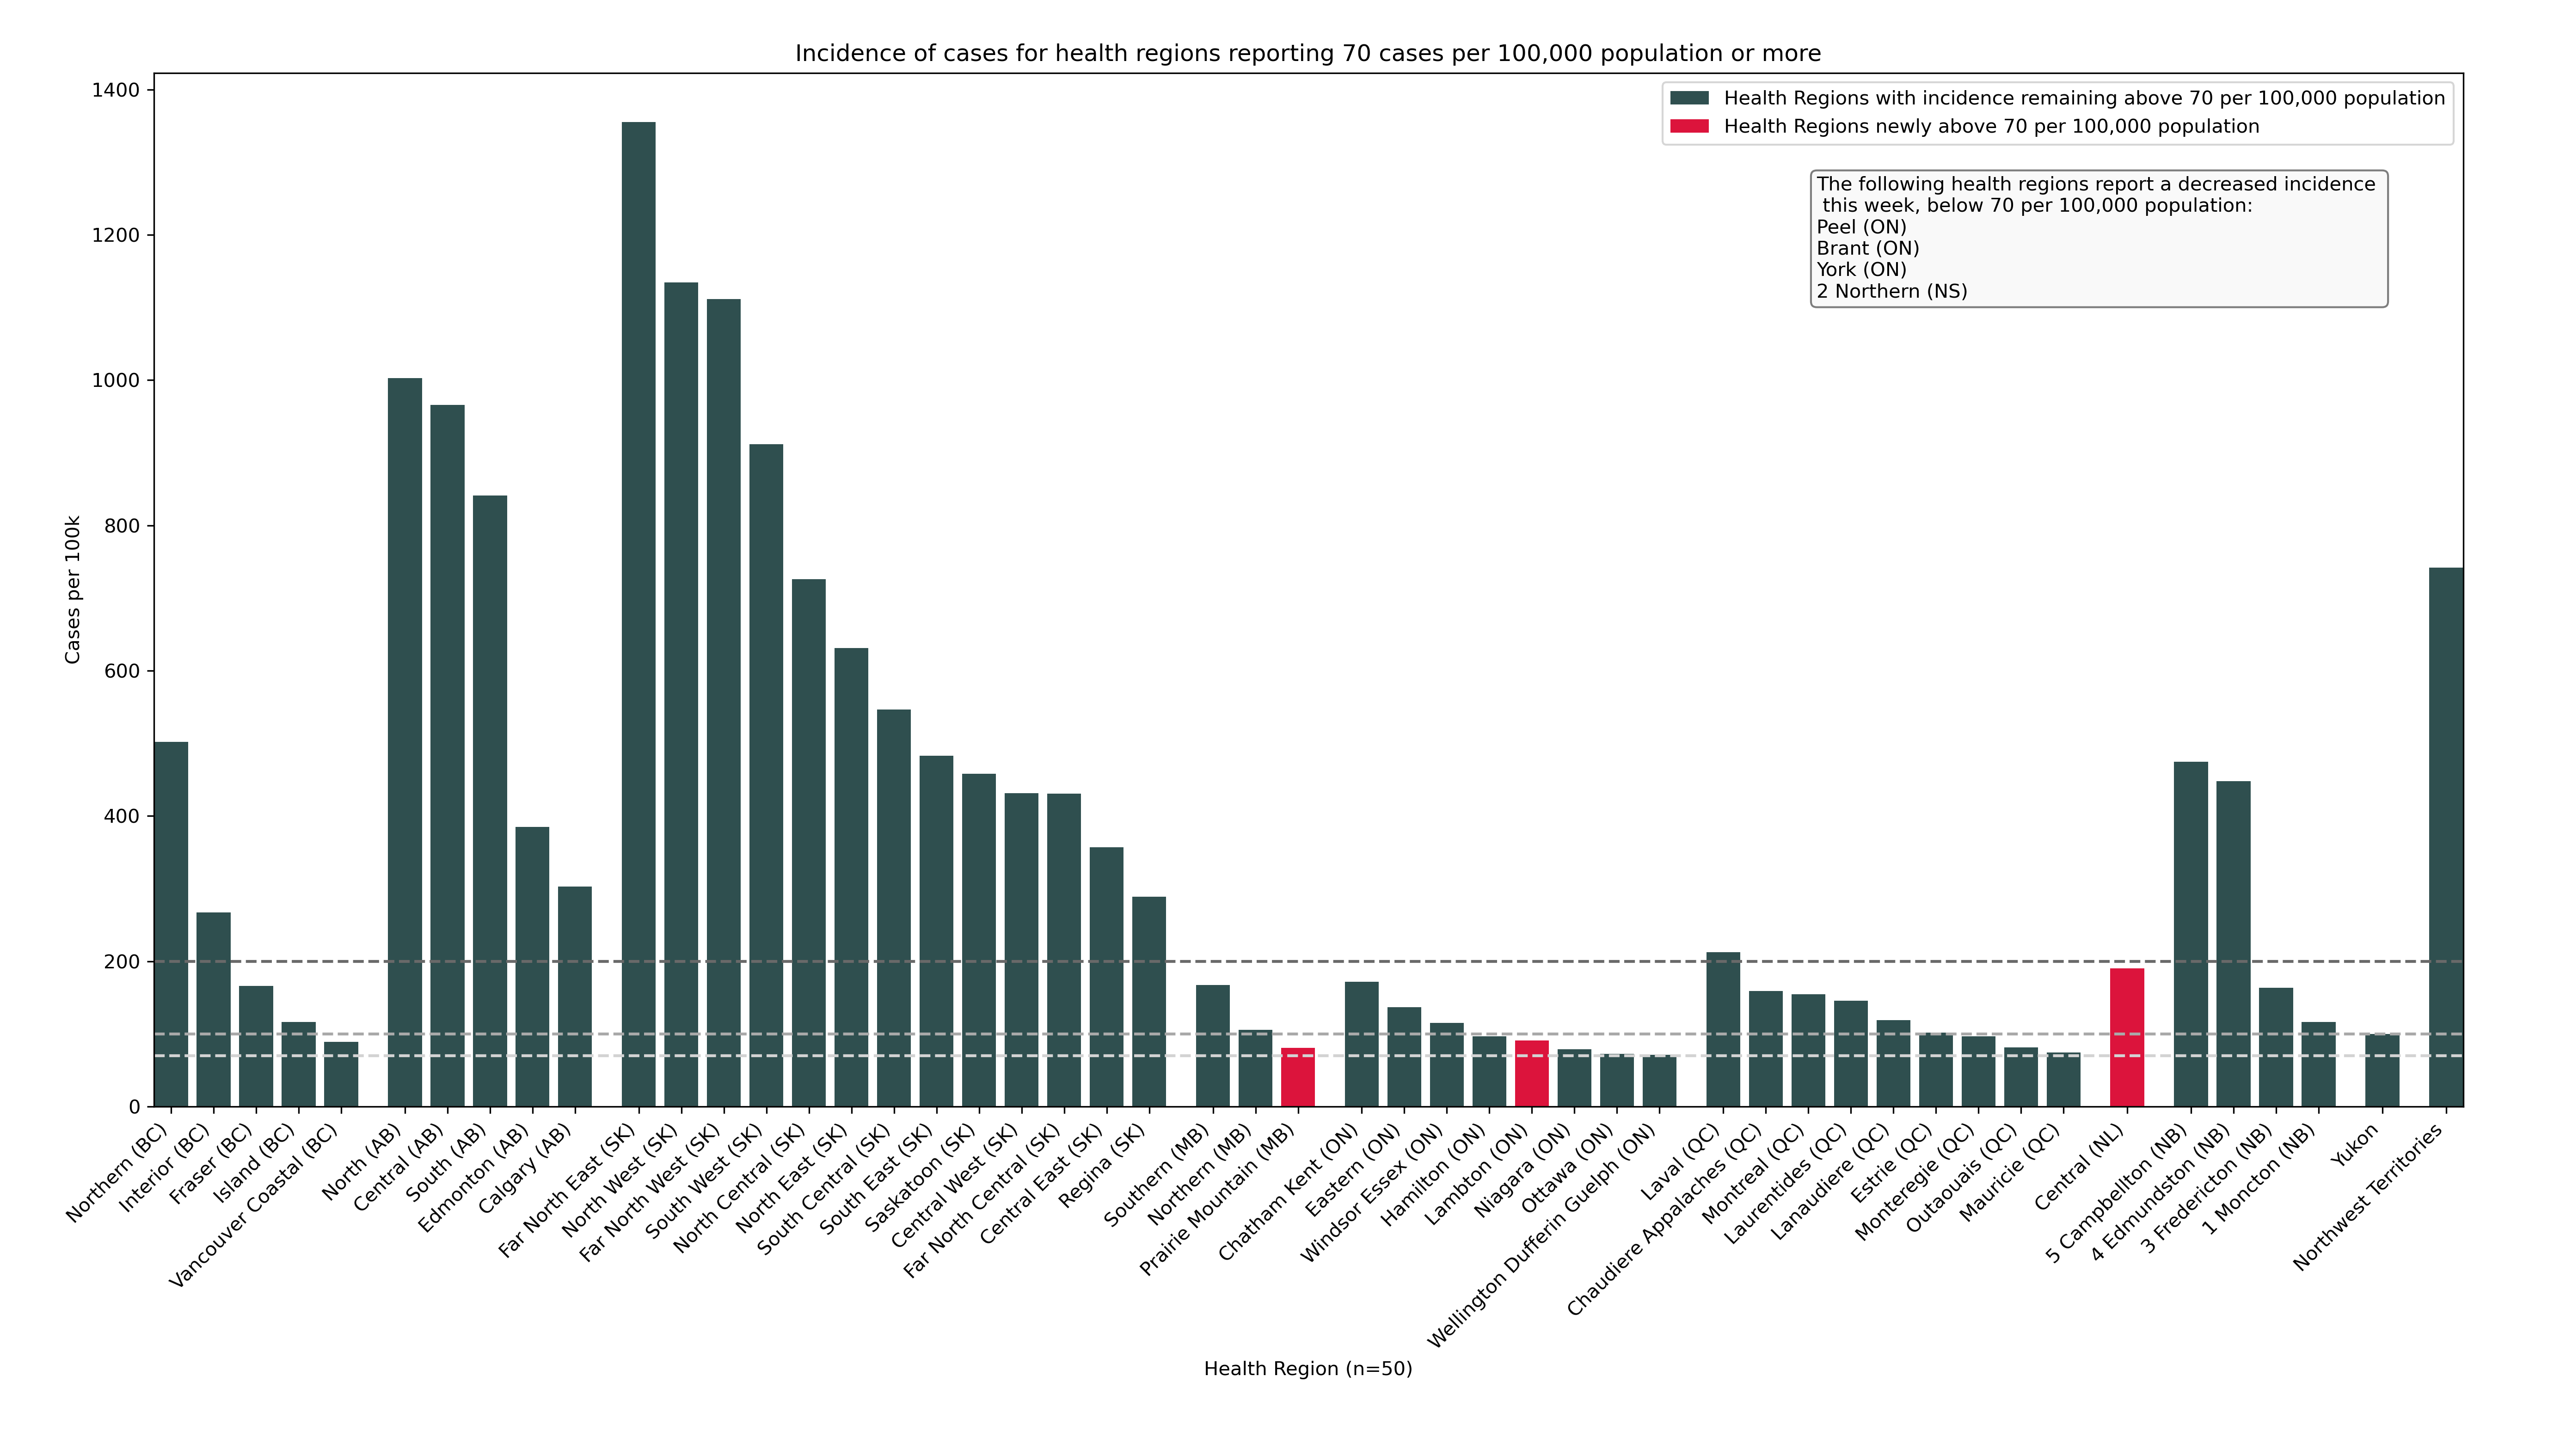 Incidence of cases for health regions reporting 70 cases per 100,000 population or more
Health Regions with incidence remaining above 70 per 100,000 population
Health Regions newly above 70 per 100,000 population
The following health regions report a decreased incidence
this week, below 70 per 100,000 population:
Peel (ON)
Brant (ON)
York (ON)
2 Northern (NS)
Cases per 100k
1400
1200
1000
800
600
400
200
0
Northern (BC)
Interior (BC)
Fraser (BC)
Island (BC)
Vancouver Coastal (BC)
North (AB)
Central (AB)
South (AB)
Edmonton (AB)
Calgary (AB)
Far North East (SK)
North West (SK)
Far North West (SK)
South West (SK)
North Central (SK)
North East (SK)
South Central (SK)
South East (SK)
Saskatoon (SK)
Central West (SK)
Far North Central (SK)
Central East (SK)
Regina (SK)
Southern (MB)
Northern (MB)
Prairie Mountain (MB)
Chatham Kent (ON)
Eastern (ON)
Windsor Essex (ON)
Hamilton (ON)
Lambton (ON)
Niagara (ON)
Ottawa (ON)
Wellington Dufferin Guelph (ON)
Laval (QC)
Chaudiere Appalaches (QC)
Montreal (QC)
Laurentides (QC)
Lanaudiere (QC)
Estrie (QC)
Monteregie (QC)
Outaouais (QC)
Mauricie (QC)
Central (NL)
5 Campbellton (NB)
4 Edmundston (NB)
3 Fredericton (NB)
1 Moncton (NB)
Yukon
Northwest Territories
Health Region (n=50)